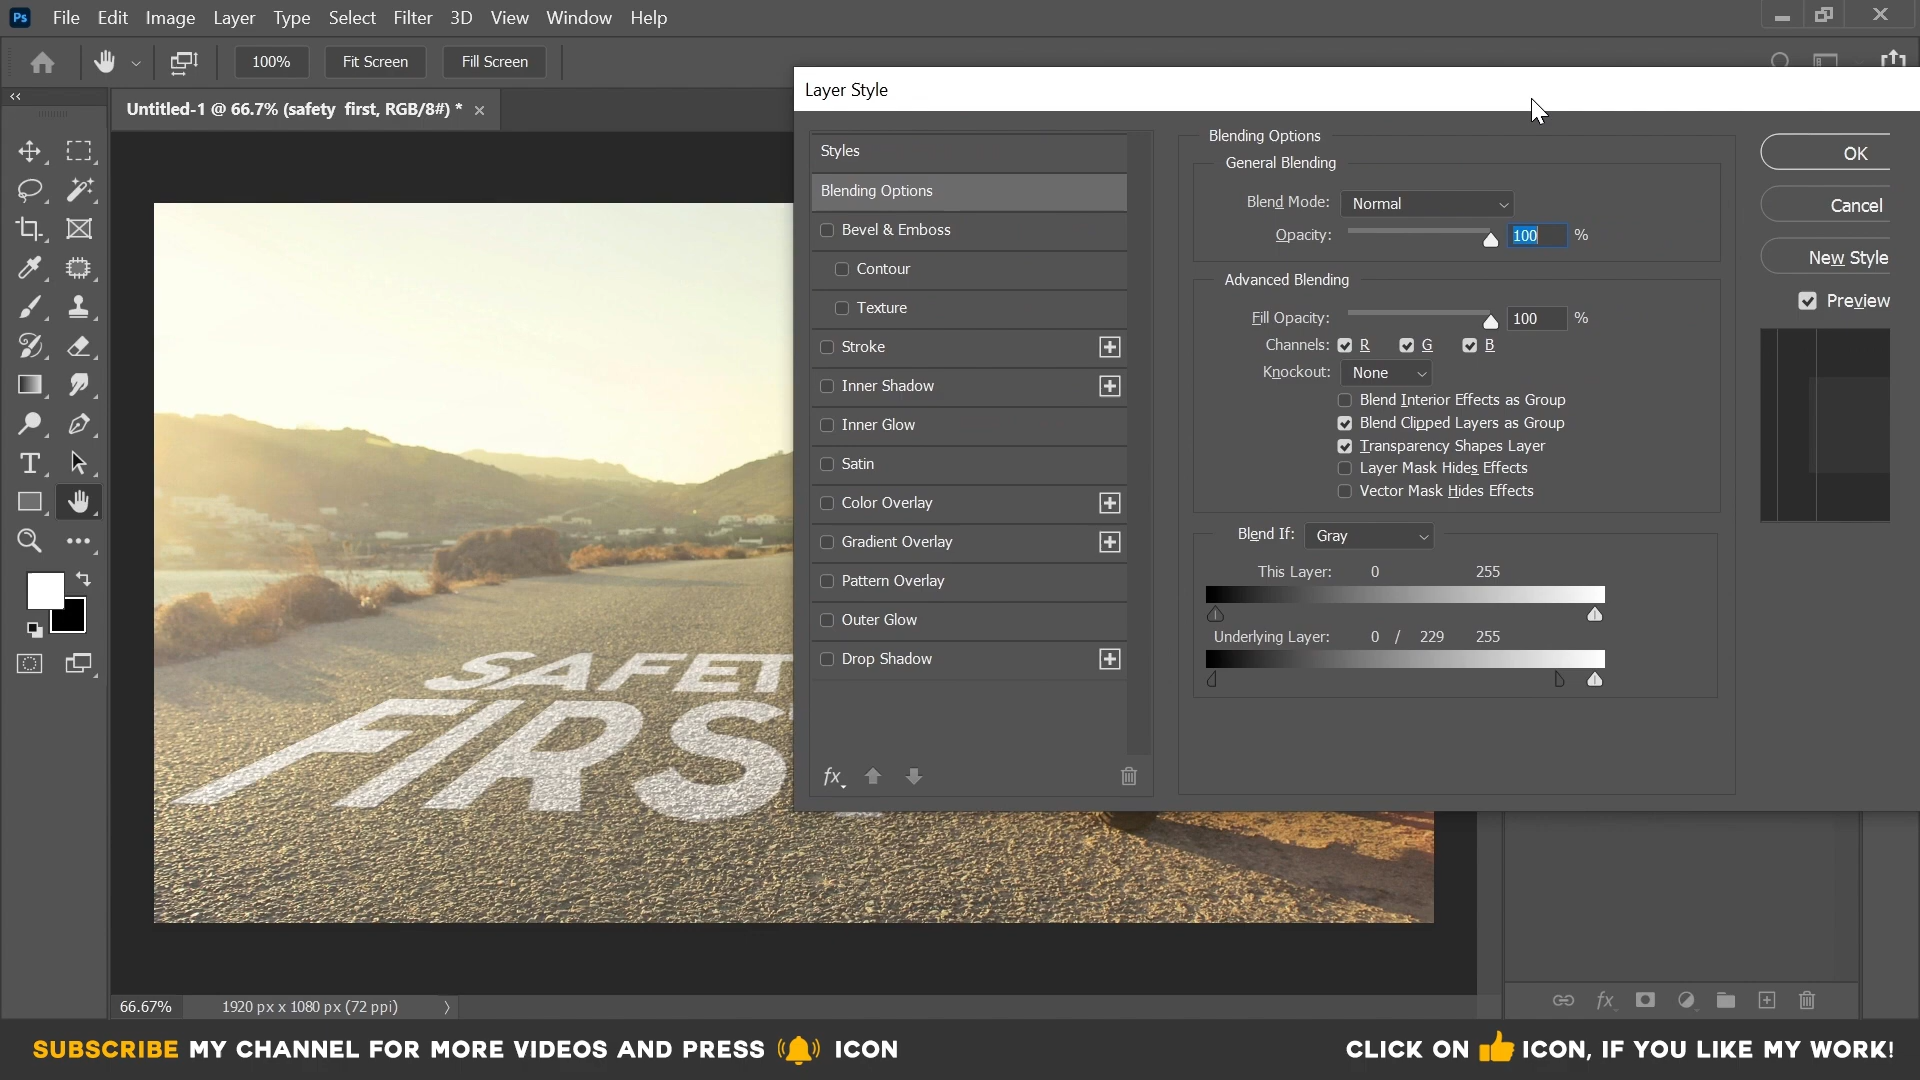 Ps File Edit Image Layer Type Select Filter 3D View Window Help
100% Fit Screen Fill Screen
Untitled-1 @ 66.7% (safety first, RGB/8#) *
Layer Style
Styles
Blending Options
Bevel & Emboss
Contour
Texture
Stroke
Inner Shadow
Inner Glow
Satin
Color Overlay
Gradient Overlay
Pattern Overlay
Outer Glow
Drop Shadow
fx
Blending Options
General Blending
Blend Mode: Normal
Opacity: 100 %
Advanced Blending
Fill Opacity: 100 %
Channels: R G B
Knockout: None
Blend Interior Effects as Group
Blend Clipped Layers as Group
Transparency Shapes Layer
Layer Mask Hides Effects
Vector Mask Hides Effects
Blend If: Gray
This Layer: 0 255
Underlying Layer: 0 / 229 255
OK
Cancel
New Style
Preview
SAFET
FIRS
66.67% 1920 px x 1080 px (72 ppi)
fx
SUBSCRIBE MY CHANNEL FOR MORE VIDEOS AND PRESS ICON
CLICK ON ICON, IF YOU LIKE MY WORK!